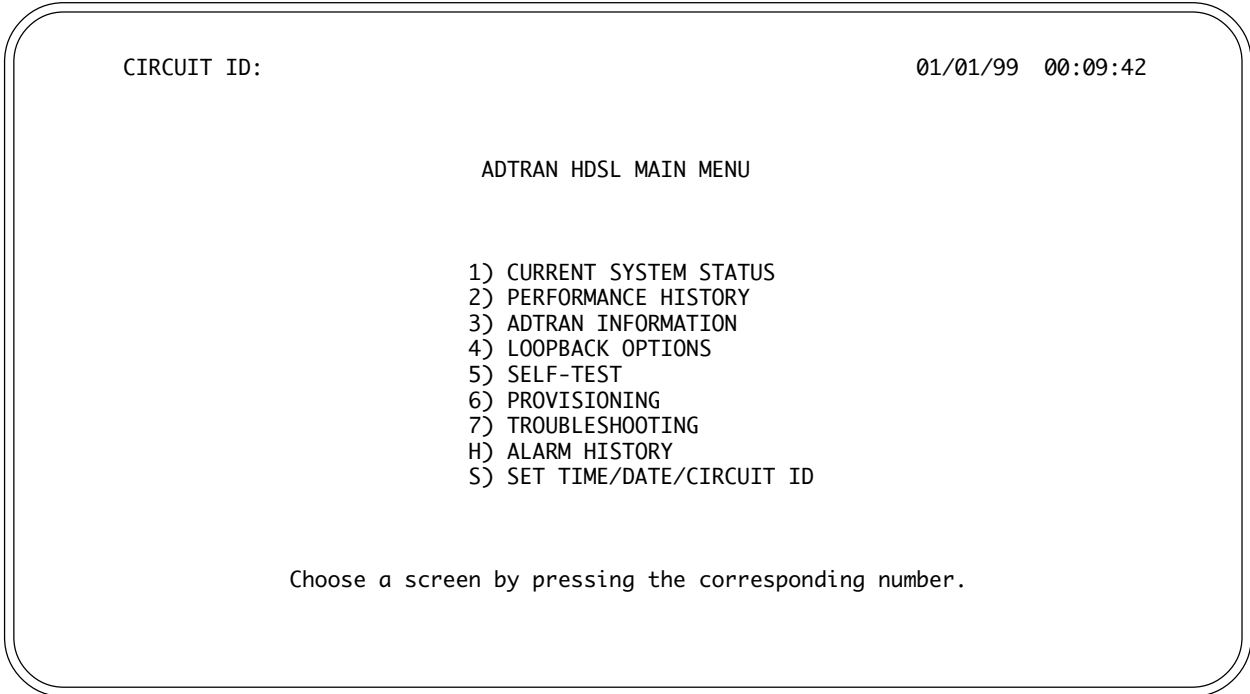 CIRCUIT ID: 01/01/99 00:09:42
ADTRAN HDSL MAIN MENU
1) CURRENT SYSTEM STATUS
2) PERFORMANCE HISTORY
3) ADTRAN INFORMATION
4) LOOPBACK OPTIONS
5) SELF-TEST
6) PROVISIONING
7) TROUBLESHOOTING
H) ALARM HISTORY
S) SET TIME/DATE/CIRCUIT ID
Choose a screen by pressing the corresponding number.